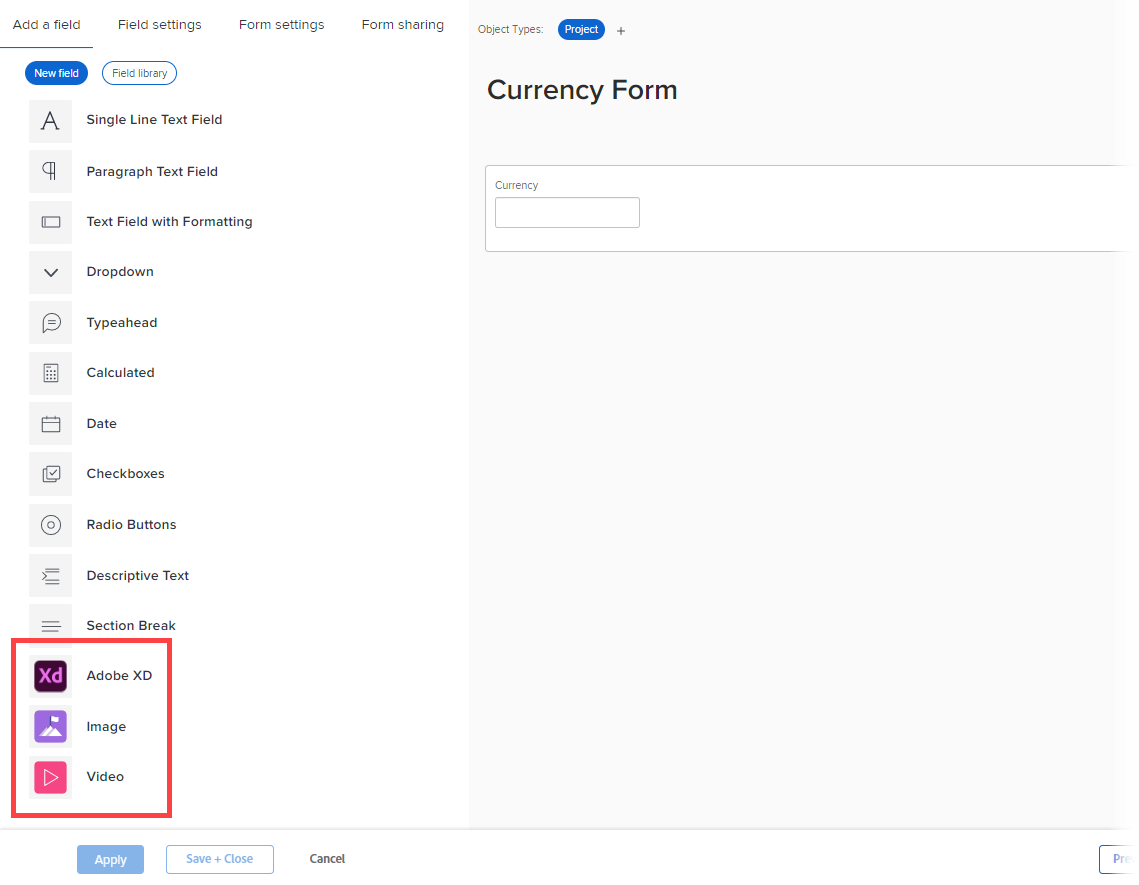 Add a field
Field settings
Form settings
Form sharing
New field
Field library
A
Single Line Text Field
Paragraph Text Field
Text Field with Formatting
Dropdown
Typeahead
Calculated
Date
Checkboxes
Radio Buttons
Descriptive Text
Section Break
Xd
Adobe XD
Image
Video
Object Types:
Project
+
Currency Form
Currency
Apply
Save + Close
Cancel